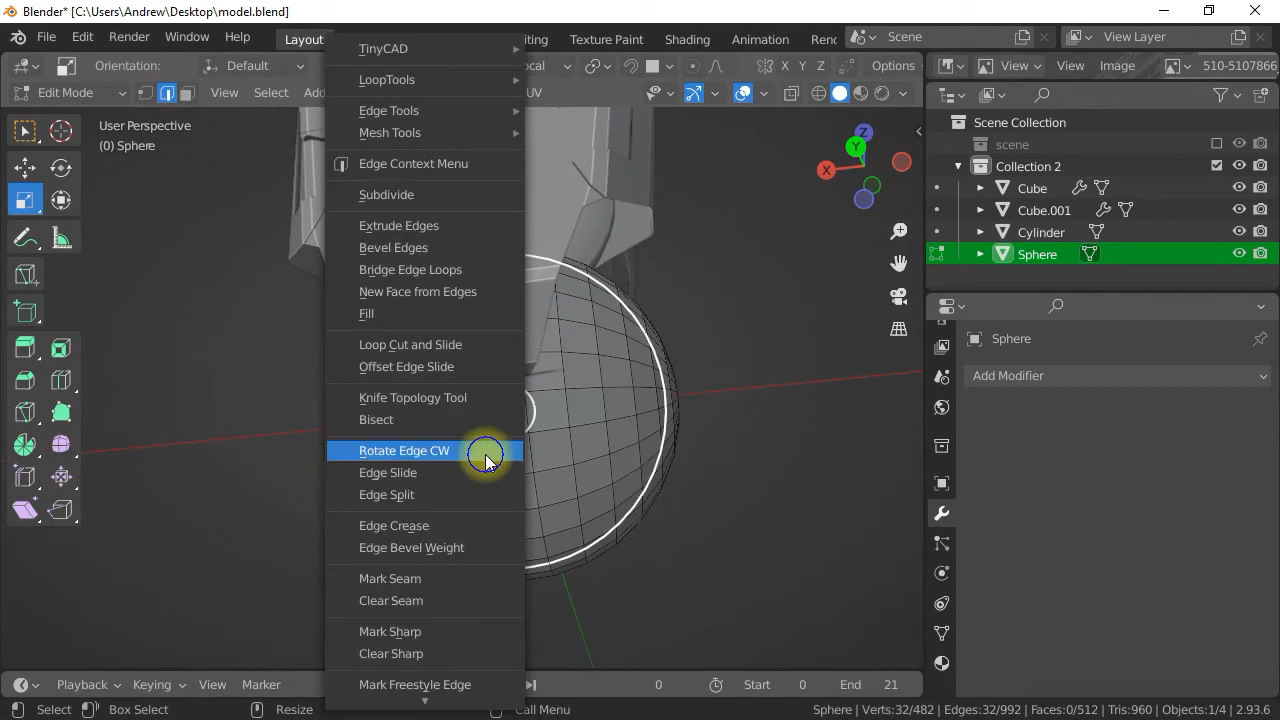 Blender* [C:\Users\Andrew\Desktop\model.blend]
File Edit Render Window Help Layout Texture Paint Shading Animation Scene View Layer
Orientation: Default Options
View Image 510-5107866
Edit Mode View Select UV
X Y Z
User Perspective
(0) Sphere
TinyCAD
LoopTools
Edge Tools
Mesh Tools
Edge Context Menu
Subdivide
Extrude Edges
Bevel Edges
Bridge Edge Loops
New Face from Edges
Fill
Loop Cut and Slide
Offset Edge Slide
Knife Topology Tool
Bisect
Rotate Edge CW
Edge Slide
Edge Split
Edge Crease
Edge Bevel Weight
Mark Seam
Clear Seam
Mark Sharp
Clear Sharp
Mark Freestyle Edge
Z
Y
X
Scene Collection
scene
Collection 2
Cube
Cube.001
Cylinder
Sphere
Sphere
Add Modifier
Playback Keying View Marker 0 Start 0 End 21
Select Box Select Resize Call Menu Sphere | Verts:32/482 | Edges:32/992 | Faces:0/512 | Tris:960 | 2.93.6